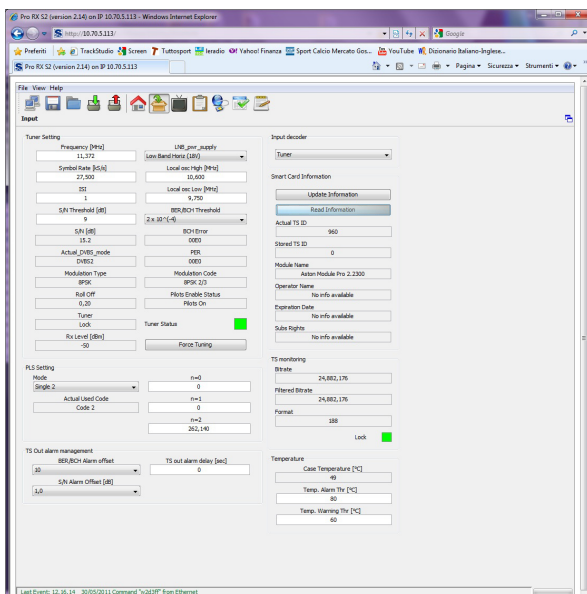 Pro RX S2 (version 2.14) on IP 10.70.5.113 - Windows Internet Explorer
http://10.70.5.113/
Google
Preferiti TrackStudio Screen Tuttosport Ieradio Yahoo! Finanza Sport Calcio Mercato Gos... YouTube Dizionario Italiano-Inglese...
Pro RX S2 (version 2.14) on IP 10.70.5.113
Pagina Sicurezza Strumenti
File View Help
Input
Tuner Setting
Frequency [MHz] LNB_pwr_supply
11,372 Low Band Horiz (18V)
Symbol Rate [kS/s] Local osc High [MHz]
27,500 10,600
ISI Local osc Low [MHz]
1 9,750
S/N Threshold [dB] BER/BCH Threshold
9 2 x 10^(-4)
S/N [dB] BCH Error
15.2 00E0
Actual_DVBS_mode PER
DVBS2 00E0
Modulation Type Modulation Code
8PSK 8PSK 2/3
Roll Off Pilots Enable Status
0,20 Pilots On
Tuner
Lock Tuner Status
Rx Level [dBm]
-50 Force Tuning
PLS Setting
Mode n=0
Single 2 0
Actual Used Code n=1
Code 2 0
n=2
262,140
TS Out alarm management
BER/BCH Alarm offset TS out alarm delay [sec]
10 0
S/N Alarm Offset [dB]
1,0
Input decoder
Tuner
Smart Card Information
Update Information
Read Information
Actual TS ID
960
Stored TS ID
0
Module Name
Aston Module Pro 2.2300
Operator Name
No info available
Expiration Date
No info available
Subs Rights
No info available
TS monitoring
Bitrate
24,882,176
Filtered Bitrate
24,882,176
Format
188
Lock
Temperature
Case Temperature [°C]
49
Temp. Alarm Thr [°C]
80
Temp. Warning Thr [°C]
60
Last Event: 12.16.14 30/05/2011 Command "w2d3ff" from Ethernet